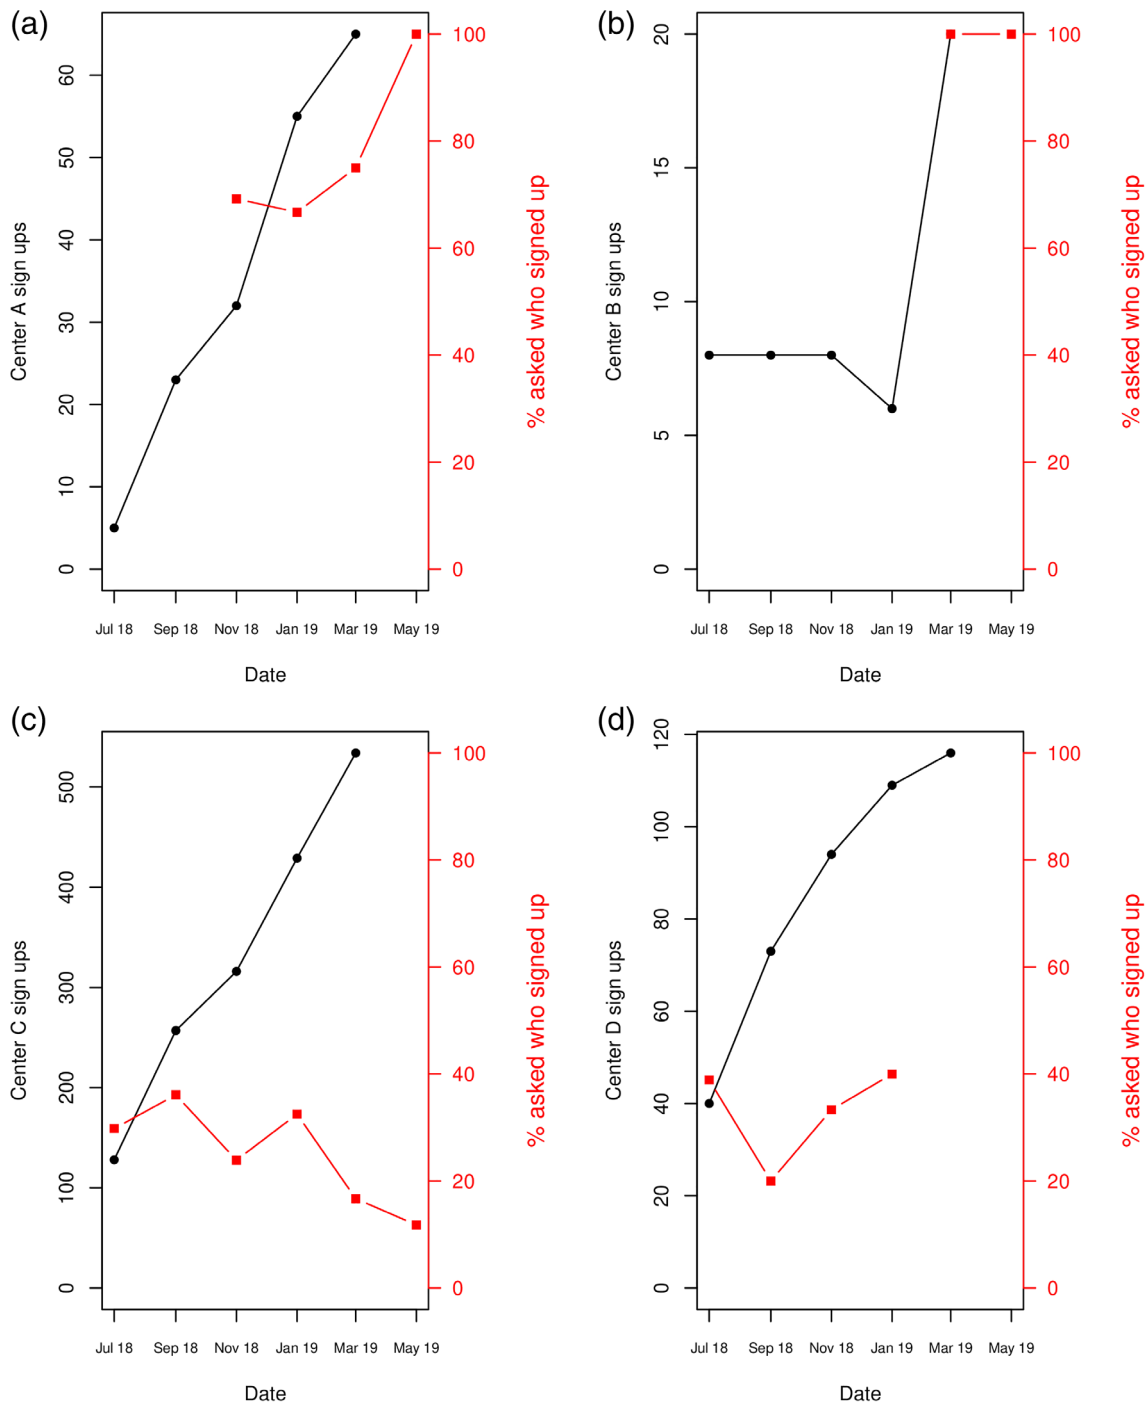 (a)
Center A sign ups
0
10
20
30
40
50
60
0
20
40
60
80
100
% asked who signed up
Jul 18
Sep 18
Nov 18
Jan 19
Mar 19
May 19
Date
(b)
Center B sign ups
0
5
10
15
20
0
20
40
60
80
100
% asked who signed up
Jul 18
Sep 18
Nov 18
Jan 19
Mar 19
May 19
Date
(c)
Center C sign ups
0
100
200
300
400
500
0
20
40
60
80
100
% asked who signed up
Jul 18
Sep 18
Nov 18
Jan 19
Mar 19
May 19
Date
(d)
Center D sign ups
0
20
40
60
80
100
120
0
20
40
60
80
100
% asked who signed up
Jul 18
Sep 18
Nov 18
Jan 19
Mar 19
May 19
Date